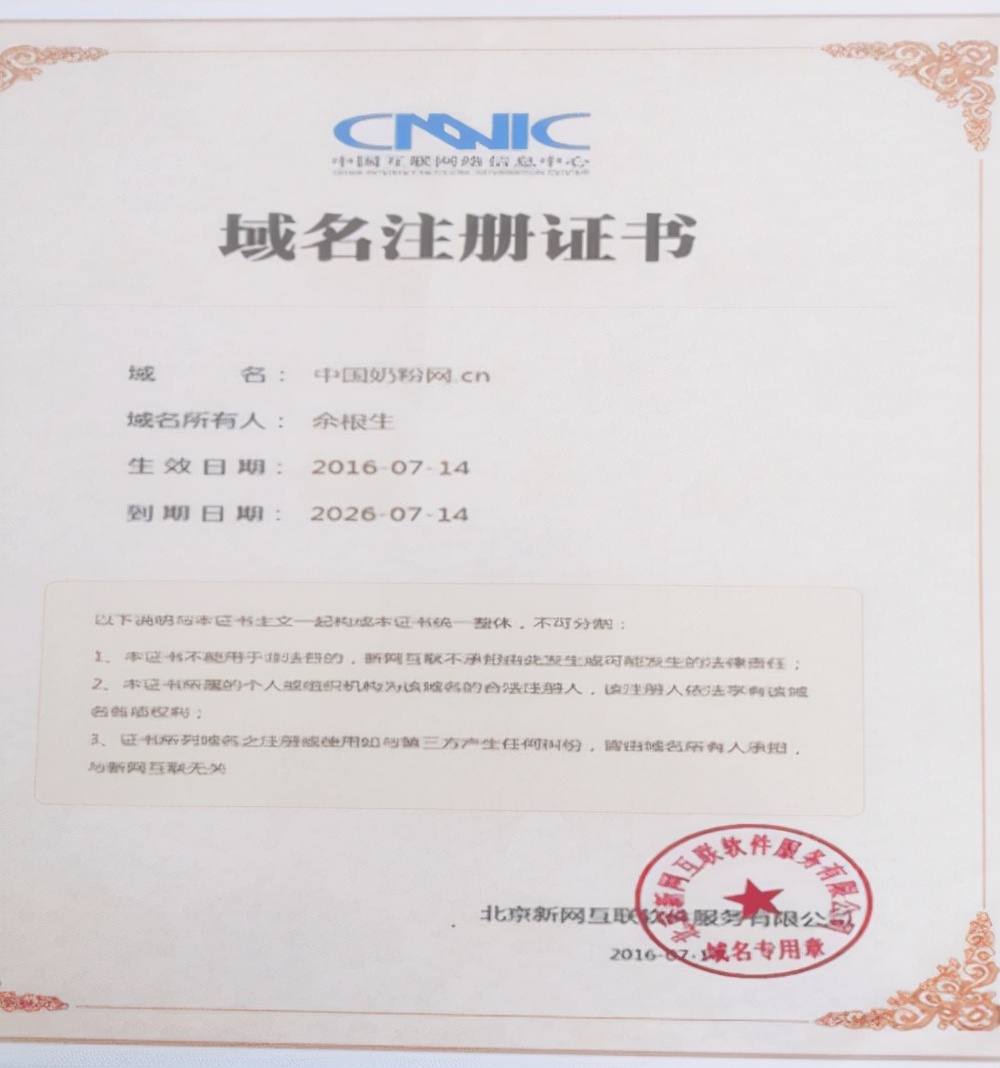 CNNIC
中国互联网络信息中心
域名注册证书
域名：中国奶粉网.cn
域名所有人：余根生
生效日期：2016-07-14
到期日期：2026-07-14
以下说明与本证书主文一起构成本证书统一整体，不可分割：
1、本证书不能用于非法目的，新网互联不承担由此发生或可能发生的法律责任；
2、本证书所属的个人或组织机构为该域名的合法注册人，该注册人依法享有该域
名各项权利；
3、证书所列域名之注册或使用如与第三方产生任何纠纷，皆由域名所有人承担，
与新网互联无关
北京新网互联软件服务有限公司
2016-07-1
北京新网互联软件服务有限公司
域名专用章